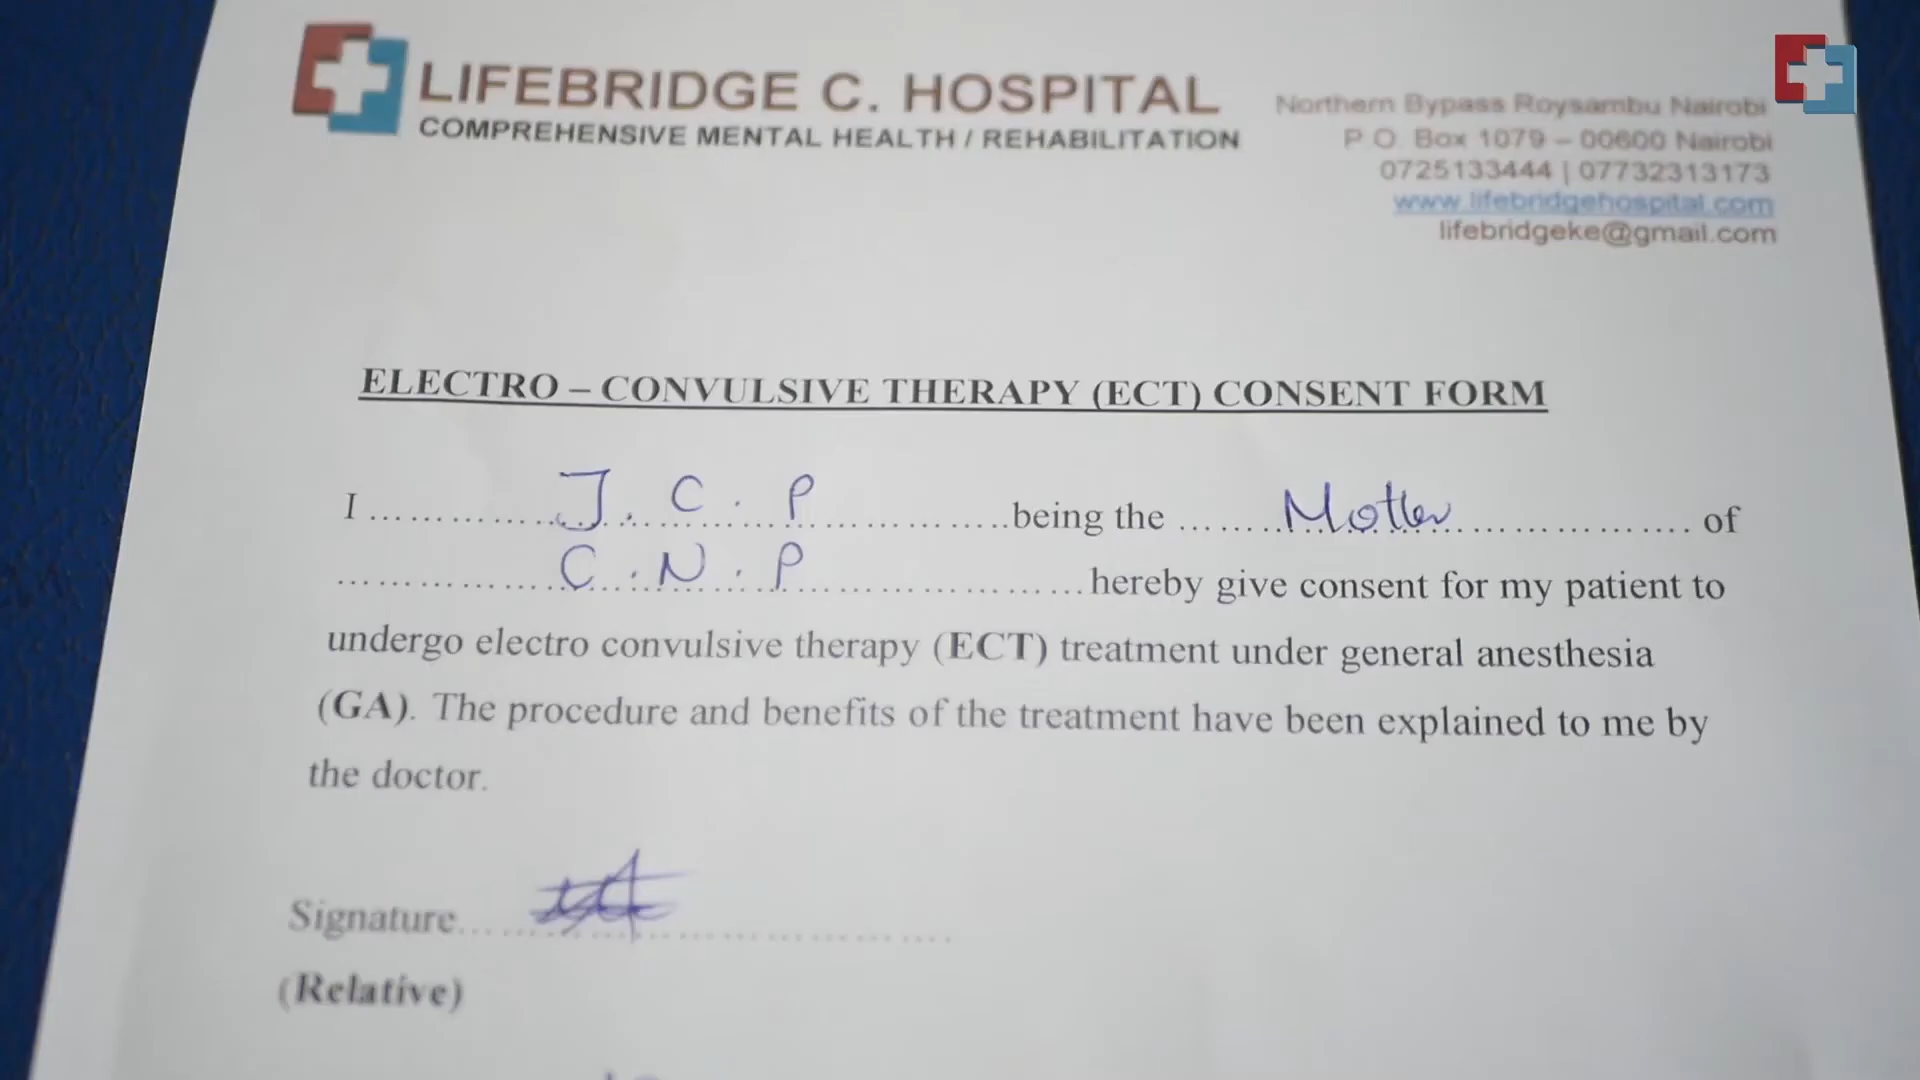 LIFEBRIDGE C. HOSPITAL
COMPREHENSIVE MENTAL HEALTH / REHABILITATION
Northern Bypass Roysambu Nairobi
P.O. Box 1079 – 00600 Nairobi
0725133444 | 07732313173
www.lifebridgehospital.com
lifebridgeke@gmail.com
ELECTRO – CONVULSIVE THERAPY (ECT) CONSENT FORM
I ............ J. C. P ............ being the ............ Mother ............ of
............ C. N. P ............ hereby give consent for my patient to
undergo electro convulsive therapy (ECT) treatment under general anesthesia
(GA). The procedure and benefits of the treatment have been explained to me by
the doctor.
Signature............
(Relative)